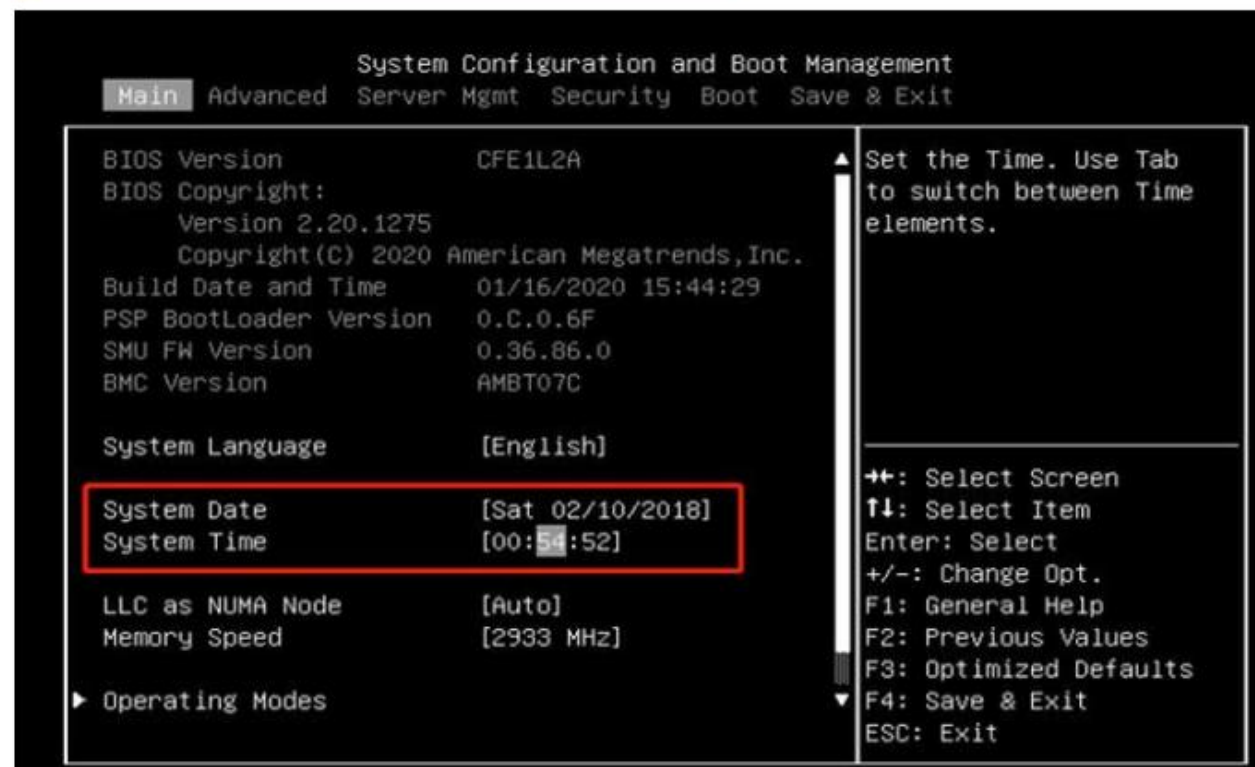 System Configuration and Boot Management
Main Advanced Server Mgmt Security Boot Save & Exit
BIOS Version CFE1L2A
BIOS Copyright:
Version 2.20.1275
Copyright(C) 2020 American Megatrends,Inc.
Build Date and Time 01/16/2020 15:44:29
PSP BootLoader Version 0.C.0.6F
SMU FW Version 0.36.86.0
BMC Version AMBT07C
System Language [English]
System Date [Sat 02/10/2018]
System Time [00:54:52]
LLC as NUMA Node [Auto]
Memory Speed [2933 MHz]
Operating Modes
Set the Time. Use Tab
to switch between Time
elements.
→←: Select Screen
↑↓: Select Item
Enter: Select
+/-: Change Opt.
F1: General Help
F2: Previous Values
F3: Optimized Defaults
F4: Save & Exit
ESC: Exit